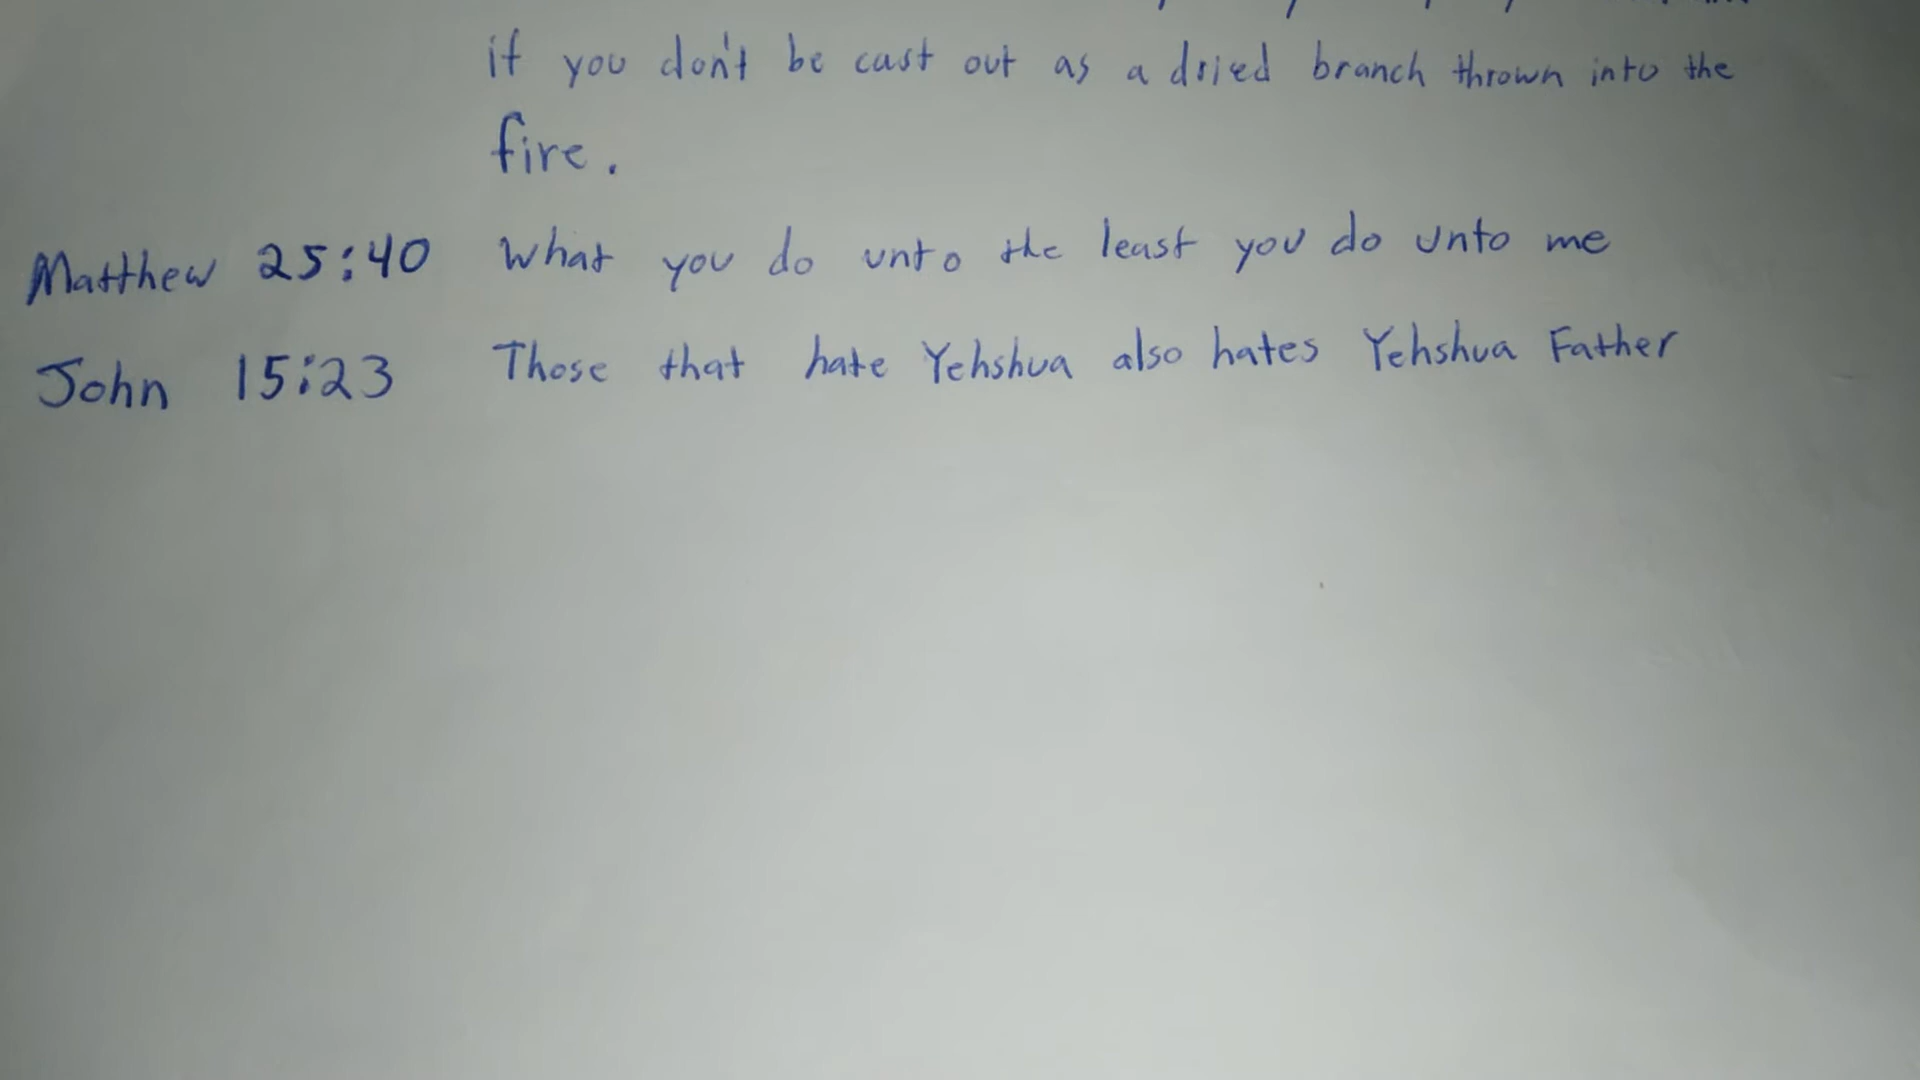 if you don't be cast out as a dried branch thrown into the
fire.
Matthew 25:40 What you do unto the least you do unto me
John 15:23 Those that hate Yehshua also hates Yehshua Father